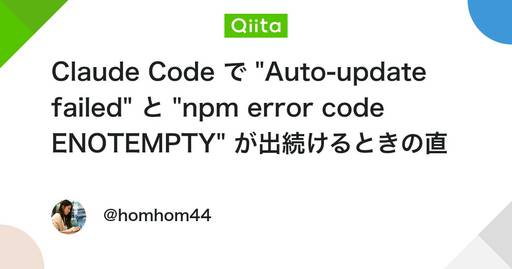 Qiita
Claude Code で "Auto-update
failed" と "npm error code
ENOTEMPTY" が出続けるときの直
@homhom44